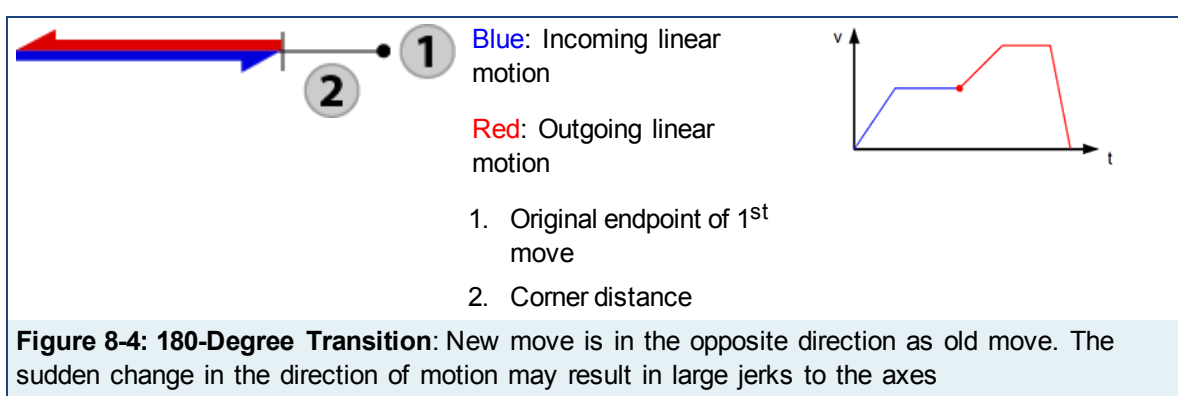 1
2
Blue: Incoming linear
motion
Red: Outgoing linear
motion
1. Original endpoint of 1st
move
2. Corner distance
v
t
Figure 8-4: 180-Degree Transition: New move is in the opposite direction as old move. The
sudden change in the direction of motion may result in large jerks to the axes